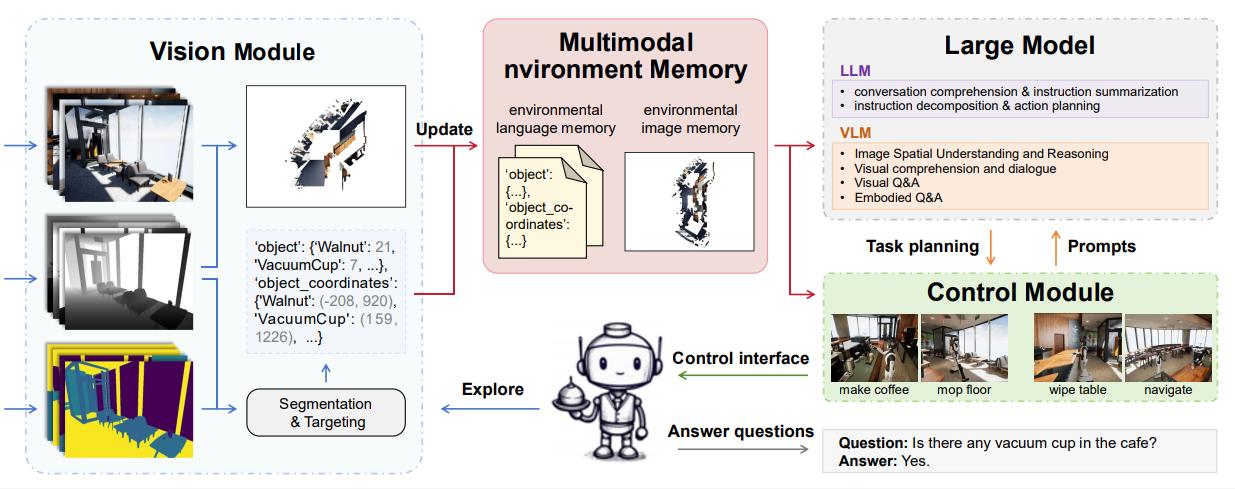 Vision Module
‘object’: {‘Walnut’: 21,
'VacuumCup': 7, ...},
‘object_coordinates’:
{'Walnut': (-208, 920),
'VacuumCup': (159,
1226), ...}
Segmentation
& Targeting
Update
Multimodal
nvironment Memory
environmental
language memory
‘object’:
{...},
‘object_co-
ordinates’:
{...}
environmental
image memory
Large Model
LLM
• conversation comprehension & instruction summarization
• instruction decomposition & action planning
VLM
• Image Spatial Understanding and Reasoning
• Visual comprehension and dialogue
• Visual Q&A
• Embodied Q&A
Task planning
Prompts
Control Module
make coffee
mop floor
wipe table
navigate
Explore
Control interface
Answer questions
Question: Is there any vacuum cup in the cafe?
Answer: Yes.